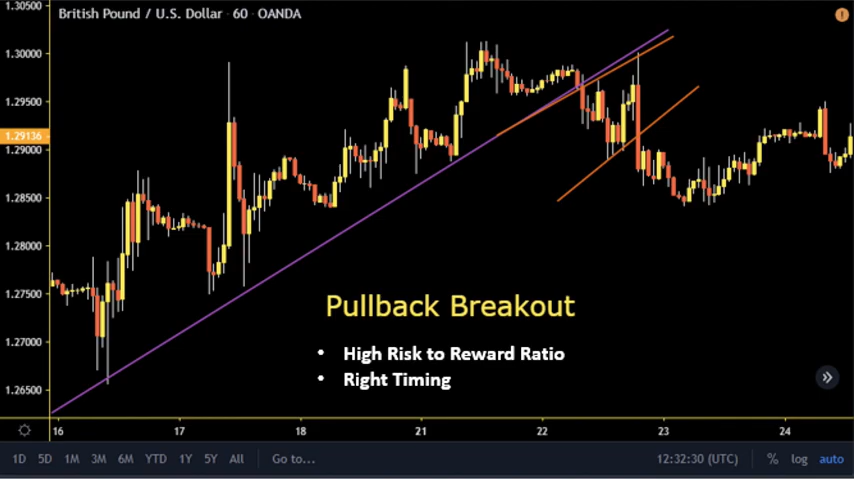 British Pound / U.S. Dollar · 60 · OANDA
1.30500
1.30000
1.29500
1.29136
1.29000
1.28500
1.28000
1.27500
1.27000
1.26500
Pullback Breakout
• High Risk to Reward Ratio
• Right Timing
16 17 18 21 22 23 24
1D 5D 1M 3M 6M YTD 1Y 5Y All Go to... 12:32:30 (UTC) % log auto